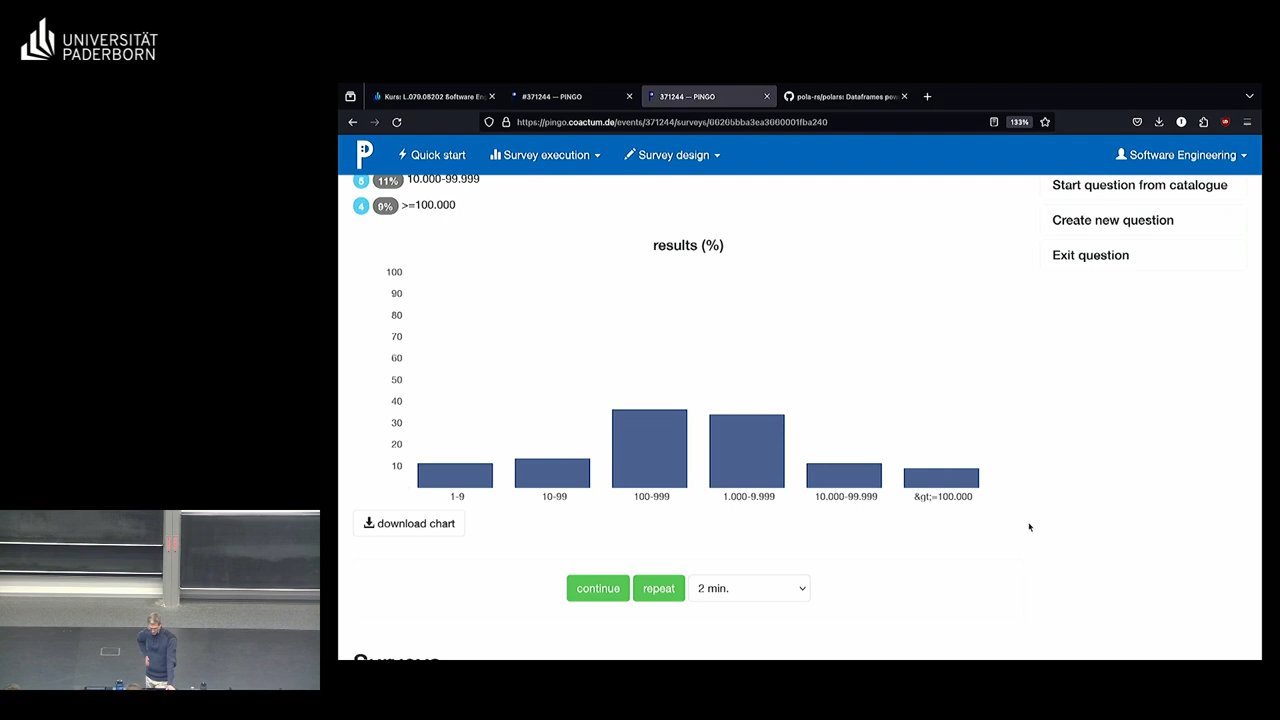 UNIVERSITÄT
PADERBORN
Kurs: L.079.05202 Software En
#371244 — PINGO
371244 — PINGO
pola-rs/polars: Dataframes pow
https://pingo.coactum.de/events/371244/surveys/66265bba3ea3660001fba240
133%
P
Quick start
Survey execution
Survey design
Software Engineering
5 11% 10.000-99.999
4 9% >=100.000
Start question from catalogue
Create new question
Exit question
results (%)
100
90
80
70
60
50
40
30
20
10
1-9
10-99
100-999
1.000-9.999
10.000-99.999
&gt;=100.000
download chart
continue
repeat
2 min.
Surveys